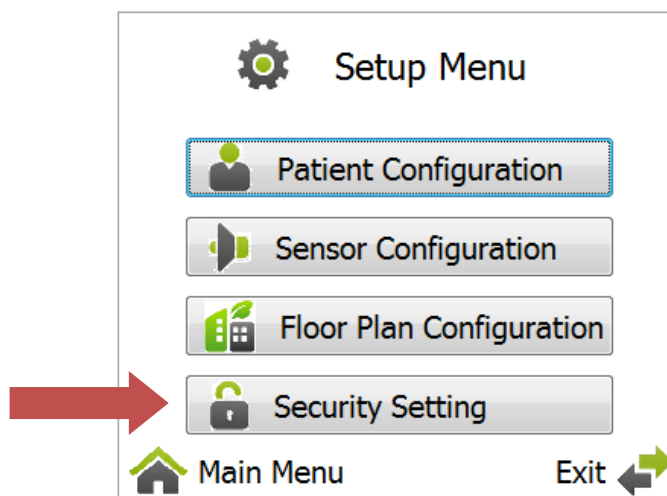 Setup Menu
Patient Configuration
Sensor Configuration
Floor Plan Configuration
Security Setting
Main Menu Exit